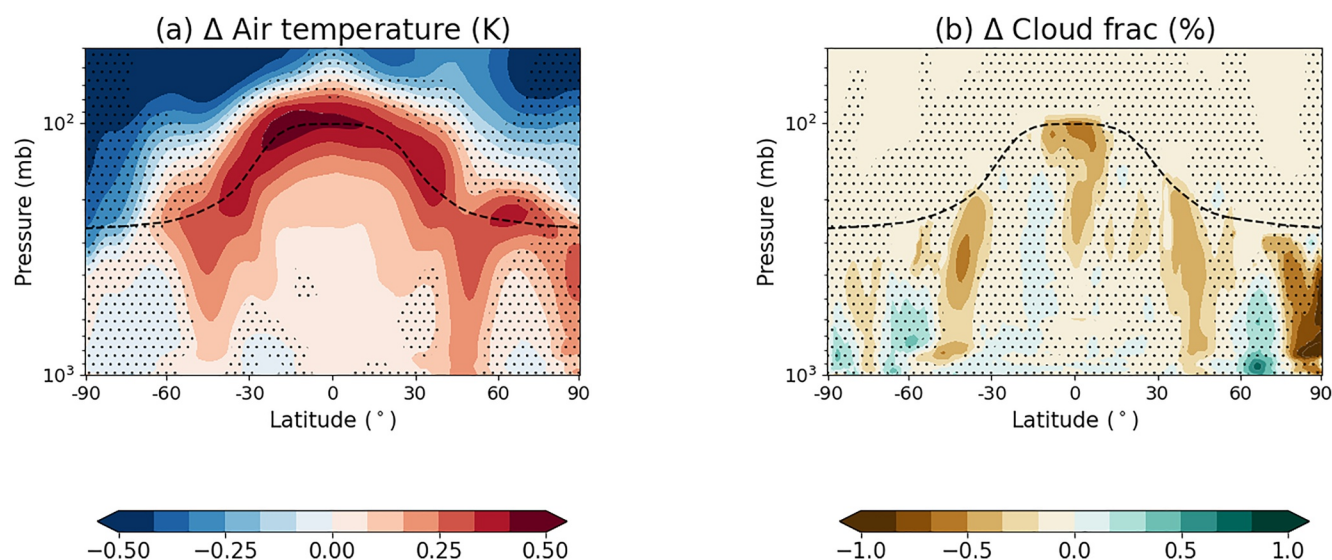 (a) Δ Air temperature (K)
(b) Δ Cloud frac (%)
Pressure (mb)
10²
10³
-90 -60 -30 0 30 60 90
Latitude (°)
Pressure (mb)
10²
10³
-90 -60 -30 0 30 60 90
Latitude (°)
−0.50 −0.25 0.00 0.25 0.50
−1.0 −0.5 0.0 0.5 1.0